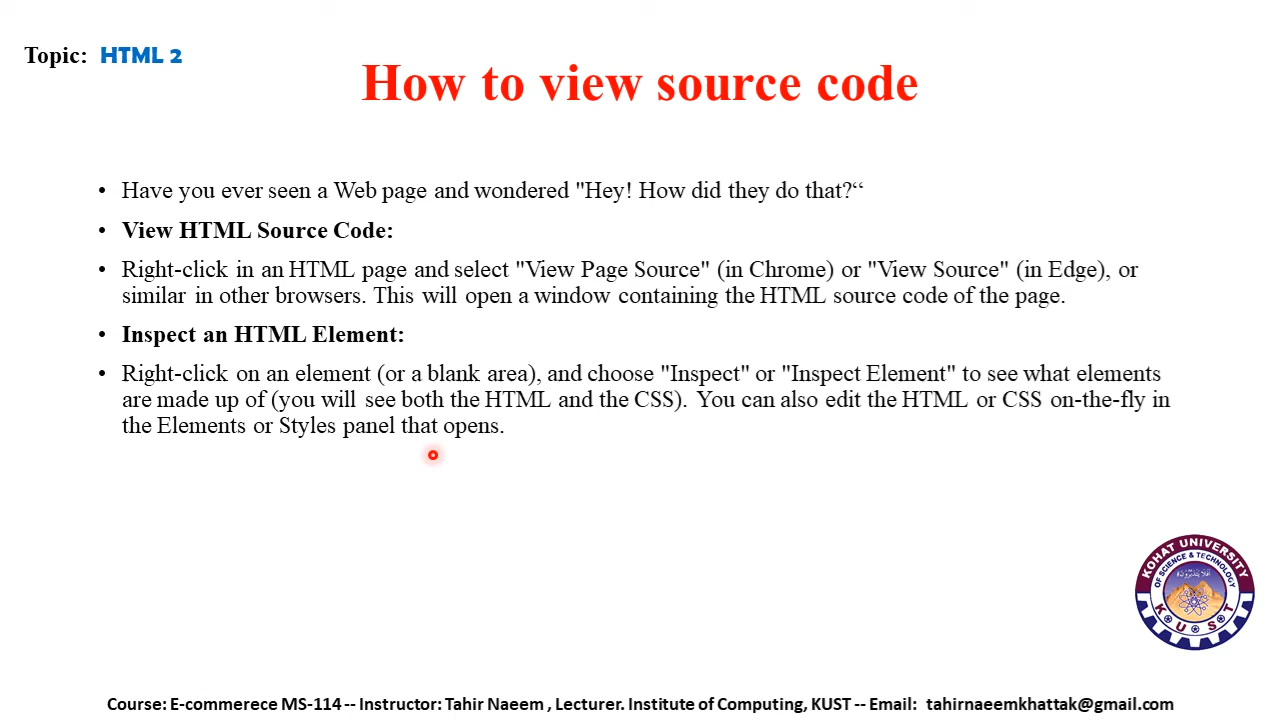 Topic: HTML 2
How to view source code
• Have you ever seen a Web page and wondered "Hey! How did they do that?“
• View HTML Source Code:
• Right-click in an HTML page and select "View Page Source" (in Chrome) or "View Source" (in Edge), or
similar in other browsers. This will open a window containing the HTML source code of the page.
• Inspect an HTML Element:
• Right-click on an element (or a blank area), and choose "Inspect" or "Inspect Element" to see what elements
are made up of (you will see both the HTML and the CSS). You can also edit the HTML or CSS on-the-fly in
the Elements or Styles panel that opens.
KOHAT UNIVERSITY
OF SCIENCE & TECHNOLOGY
K U S T
Course: E-commerece MS-114 -- Instructor: Tahir Naeem , Lecturer. Institute of Computing, KUST -- Email: tahirnaeemkhattak@gmail.com